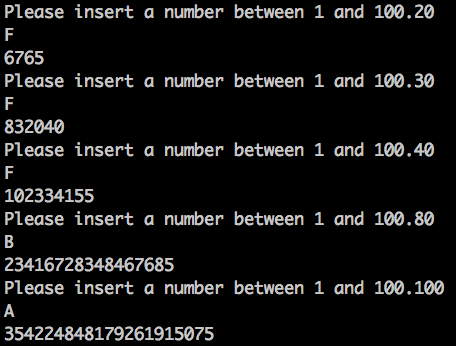 Please insert a number between 1 and 100.20
F
6765
Please insert a number between 1 and 100.30
F
832040
Please insert a number between 1 and 100.40
F
102334155
Please insert a number between 1 and 100.80
B
23416728348467685
Please insert a number between 1 and 100.100
A
354224848179261915075